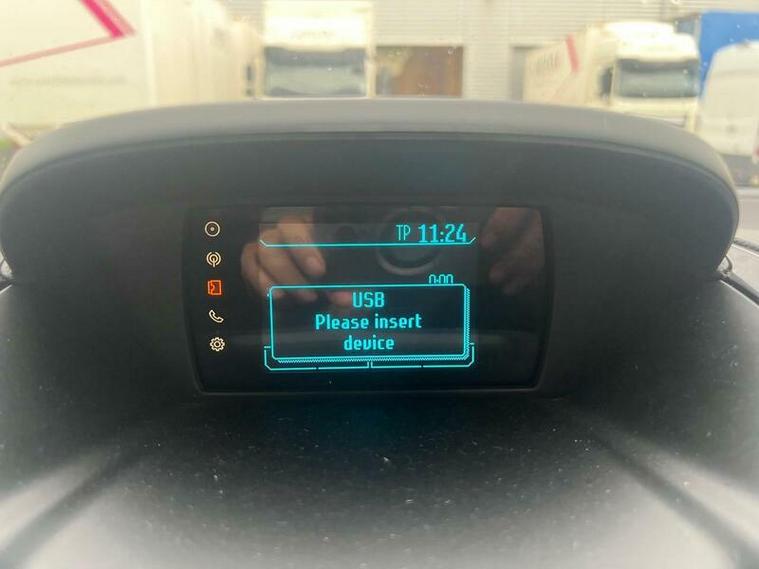 TP 11:24
0:00
USB
Please insert
device